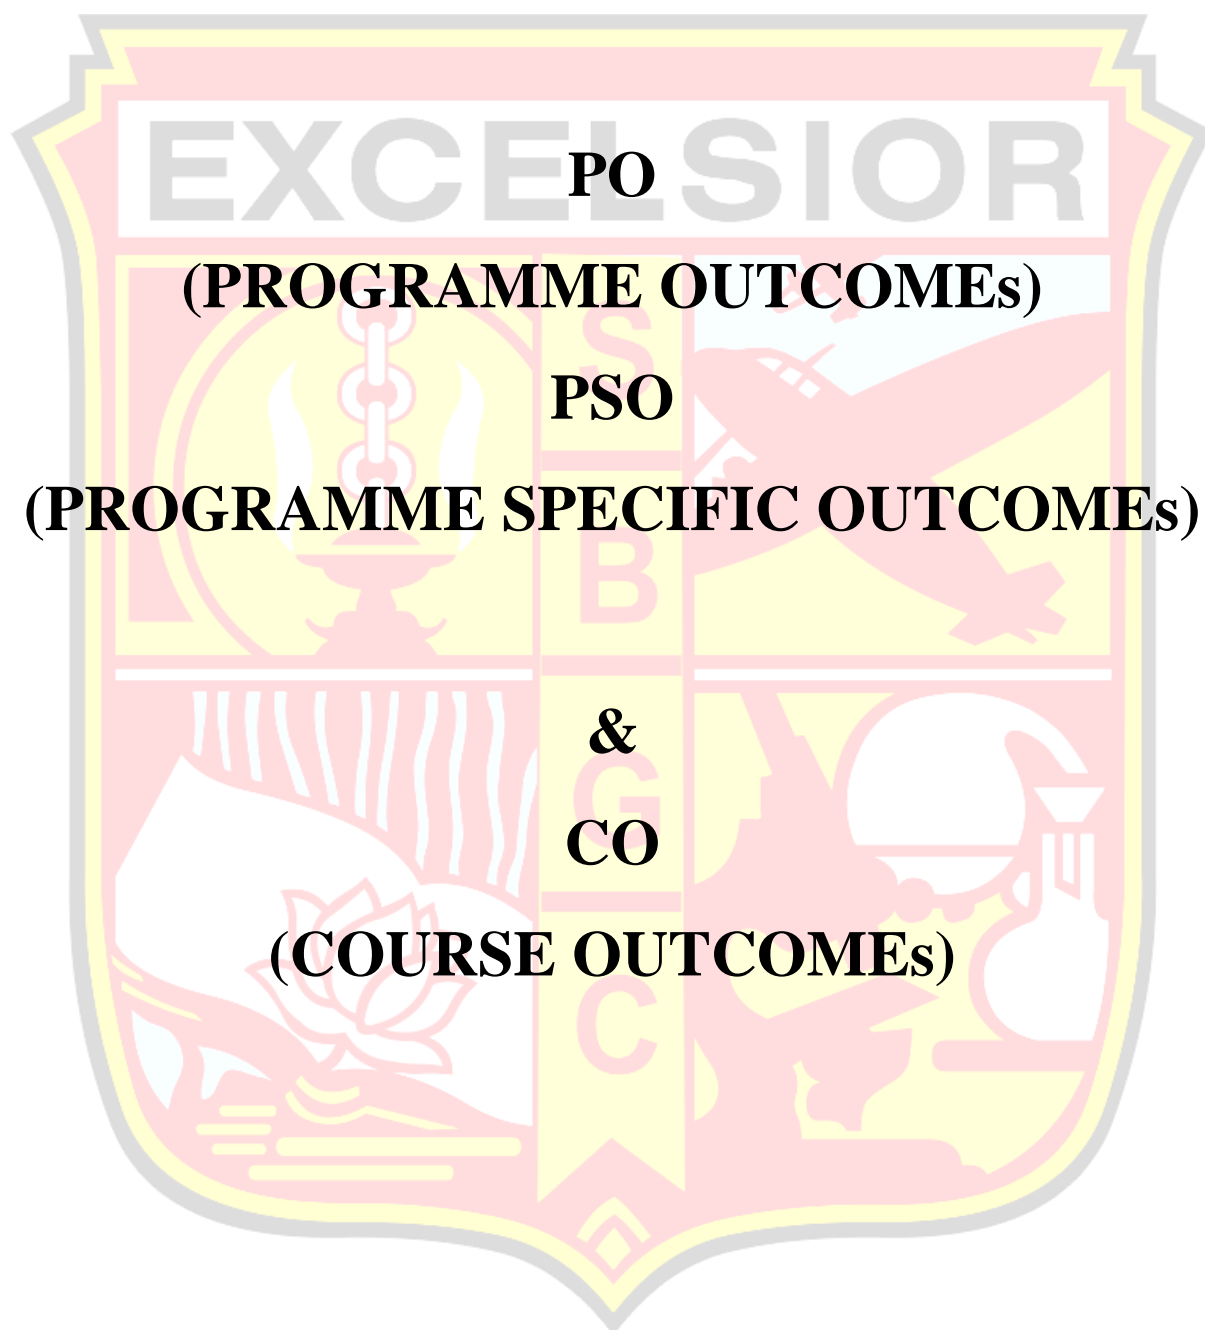 EXCELSIOR
PO
(PROGRAMME OUTCOMEs)
S
PSO
(PROGRAMME SPECIFIC OUTCOMEs)
B
&
G
CO
(COURSE OUTCOMEs)
C